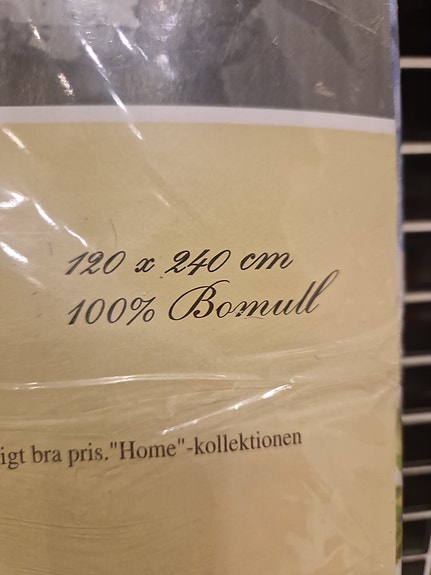 120 x 240 cm
100% Bomull
igt bra pris."Home"-kollektionen